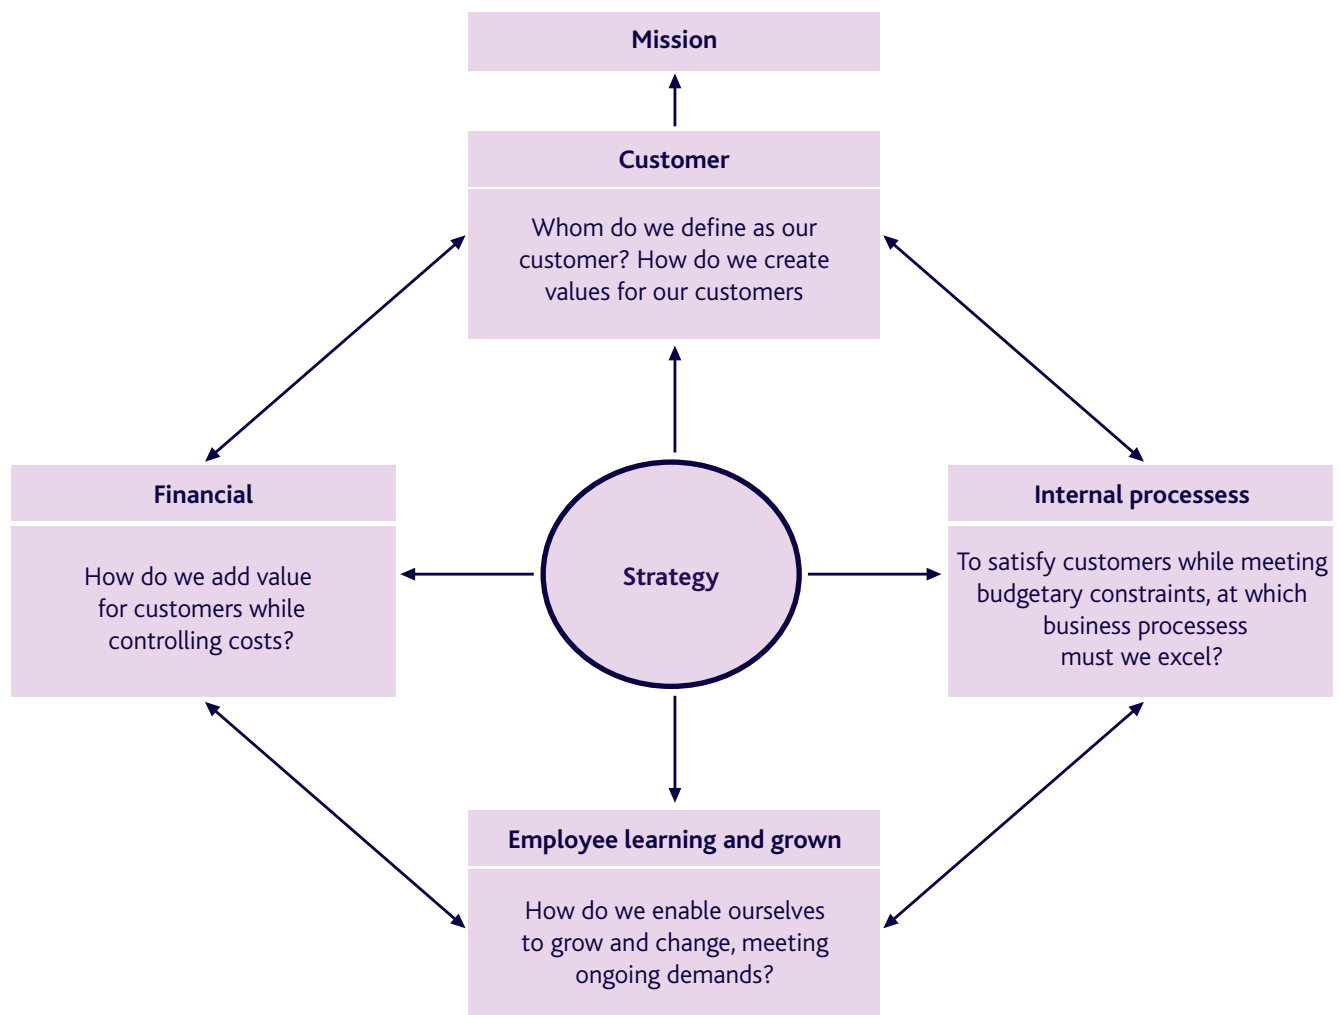 Mission
Customer
Whom do we define as our
customer? How do we create
values for our customers
Financial
How do we add value
for customers while
controlling costs?
Strategy
Internal processess
To satisfy customers while meeting
budgetary constraints, at which
business processess
must we excel?
Employee learning and grown
How do we enable ourselves
to grow and change, meeting
ongoing demands?